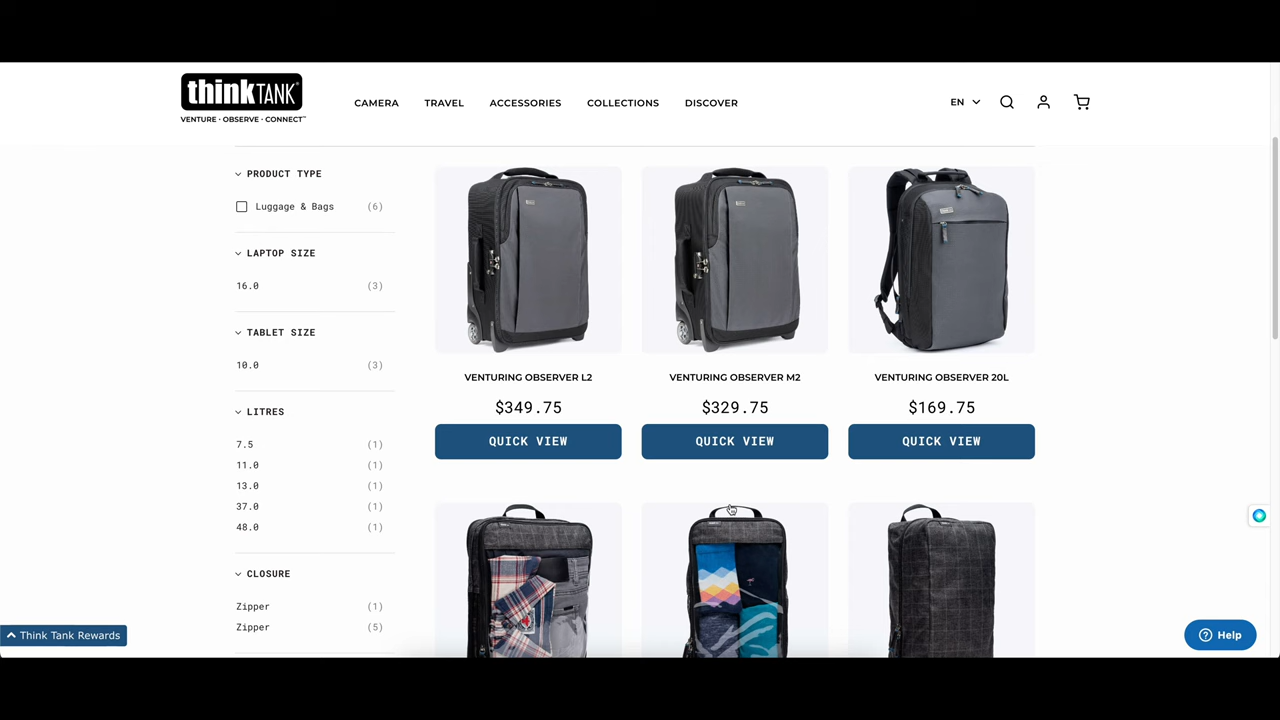 thinkTANK®
VENTURE · OBSERVE · CONNECT™
CAMERA
TRAVEL
ACCESSORIES
COLLECTIONS
DISCOVER
EN
PRODUCT TYPE
Luggage & Bags (6)
LAPTOP SIZE
16.0 (3)
TABLET SIZE
10.0 (3)
LITRES
7.5 (1)
11.0 (1)
13.0 (1)
37.0 (1)
48.0 (1)
CLOSURE
Zipper (1)
Zipper (5)
VENTURING OBSERVER L2
$349.75
QUICK VIEW
VENTURING OBSERVER M2
$329.75
QUICK VIEW
VENTURING OBSERVER 20L
$169.75
QUICK VIEW
Think Tank Rewards
Help